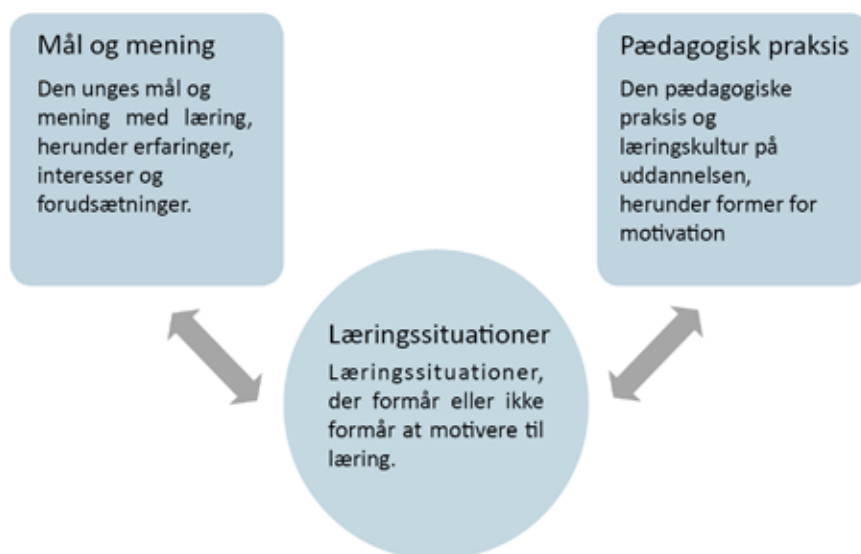 Mål og mening
Den unges mål og
mening med læring,
herunder erfaringer,
interesser og
forudsætninger.
Pædagogisk praksis
Den pædagogiske
praksis og
læringskultur på
uddannelsen,
herunder former for
motivation
Læringssituationer
Læringssituationer,
der formår eller ikke
formår at motivere til
læring.